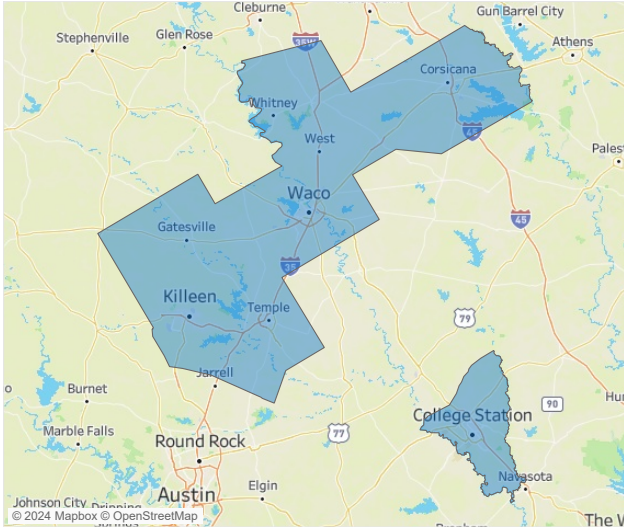 Cleburne
Gun Barrel City
Stephenville
Glen Rose
35W
Athens
Corsicana
Whitney
45
West
Palest
Waco
45
Gatesville
35
Killeen
Temple
79
Jarrell
o
Burnet
90
Hu
College Station
Marble Falls
77
Round Rock
Navasota
Elgin
Austin
Johnson City
© 2024 Mapbox © OpenStreetMap
The W